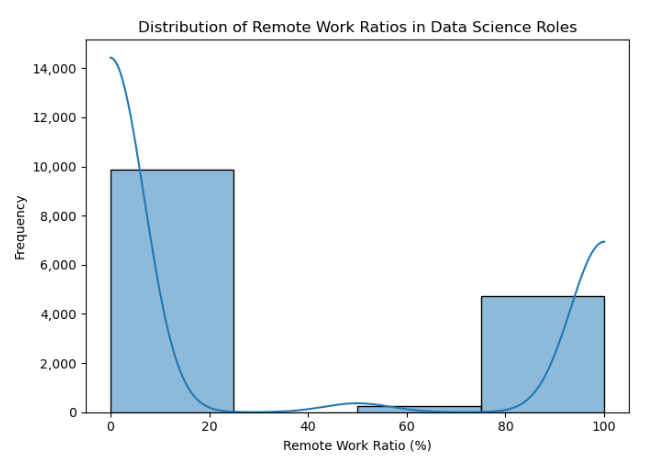 Distribution of Remote Work Ratios in Data Science Roles
14,000
12,000
10,000
8,000
6,000
4,000
2,000
0
Frequency
0 20 40 60 80 100
Remote Work Ratio (%)